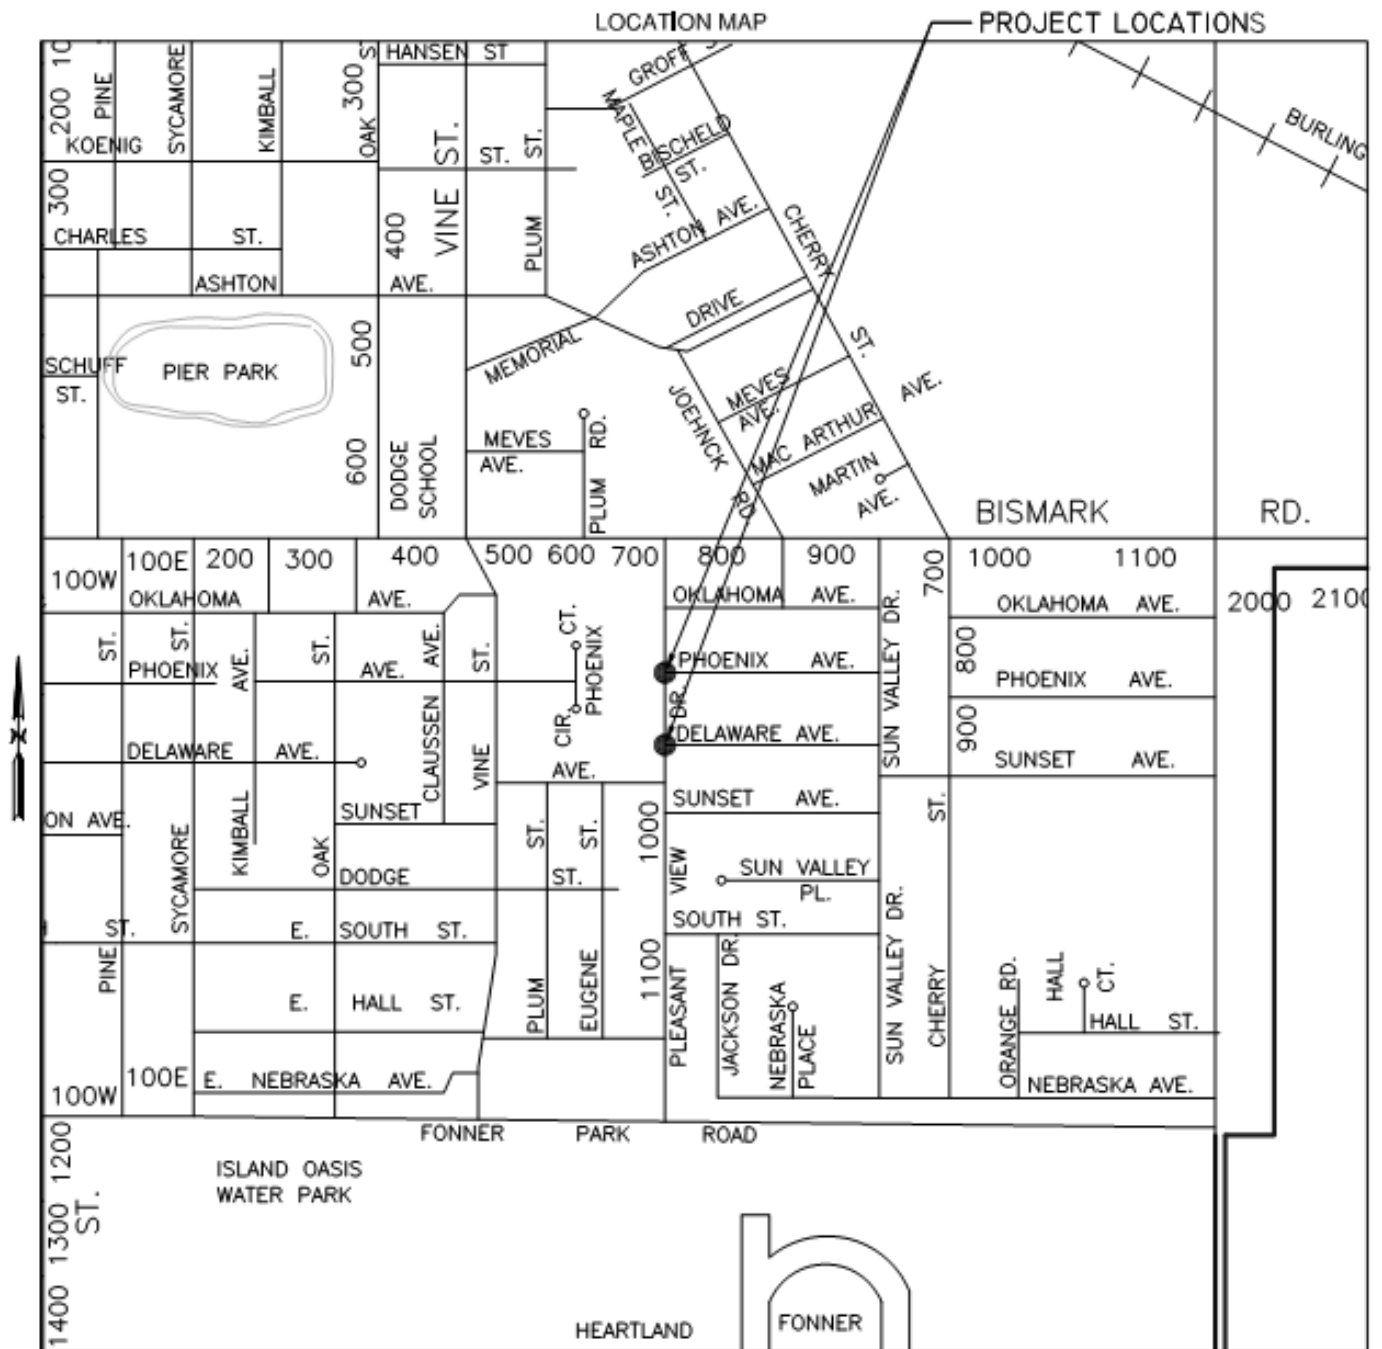 LOCATION MAP
PROJECT LOCATIONS
HANSEN ST
GROFF
10
PINE
SYCAMORE
KIMBALL
300
OAK
ST
200
KOENIG
VINE ST.
ST.
PLUM ST.
MAPLE ST.
BISCHELD ST.
BURLING
300
CHARLES ST.
400
ASHTON AVE.
ASHTON AVE.
CHERRY ST.
DRIVE
MEMORIAL
500
SCHUFF ST.
PIER PARK
JOEHNCK RD
MEVES AVE.
MAC ARTHUR AVE.
MARTIN AVE.
600
DODGE SCHOOL
MEVES AVE.
PLUM RD.
BISMARK RD.
100W
100E
200
300
400
500
600
700
800
900
700
1000
1100
2000
2100
OKLAHOMA AVE.
OKLAHOMA AVE.
OKLAHOMA AVE.
ST.
ST.
AVE.
ST.
AVE.
ST.
PHOENIX AVE.
PHOENIX CT.
CIR.
PHOENIX AVE.
SUN VALLEY DR.
800
PHOENIX AVE.
900
DELAWARE AVE.
CLAUSSEN
VINE
AVE.
DR.
DELAWARE AVE.
SUNSET AVE.
ON AVE.
KIMBALL
SUNSET
SUNSET AVE.
ST.
SYCAMORE
OAK
DODGE ST.
ST.
ST.
1000
VIEW
SUN VALLEY PL.
ST.
E. SOUTH ST.
SOUTH ST.
SUN VALLEY DR.
PINE
E. HALL ST.
PLUM
EUGENE
1100
PLEASANT
JACKSON DR.
NEBRASKA PLACE
CHERRY
ORANGE RD.
HALL CT.
HALL ST.
100W
100E
E. NEBRASKA AVE.
NEBRASKA AVE.
FONNER PARK ROAD
1200
ISLAND OASIS
WATER PARK
ST.
1300
1400
HEARTLAND
FONNER